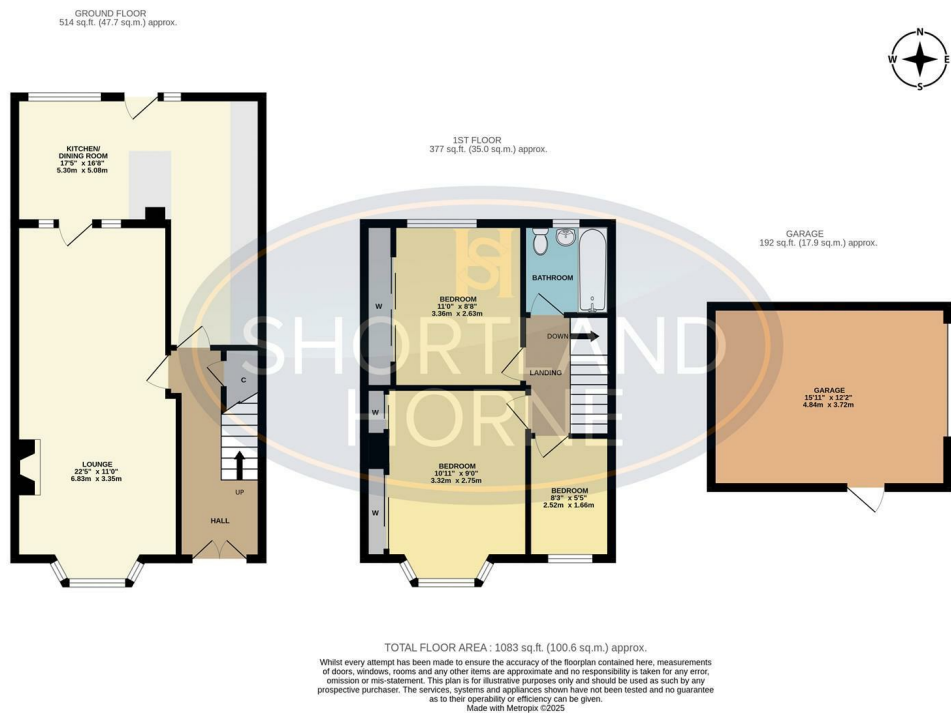 GROUND FLOOR
514 sq.ft. (47.7 sq.m.) approx.
N
W E
S
1ST FLOOR
377 sq.ft. (35.0 sq.m.) approx.
KITCHEN/
DINING ROOM
17'5" x 16'8"
5.30m x 5.08m
GARAGE
192 sq.ft. (17.9 sq.m.) approx.
W
BEDROOM
11'0" x 8'8"
3.36m x 2.63m
BATHROOM
SHORTLAND
HORNE
DOWN
LANDING
C
UP
HALL
LOUNGE
22'5" x 11'0"
6.83m x 3.35m
W
BEDROOM
10'11" x 9'0"
3.32m x 2.75m
W
BEDROOM
8'3" x 5'5"
2.52m x 1.66m
GARAGE
15'11" x 12'2"
4.84m x 3.72m
TOTAL FLOOR AREA : 1083 sq.ft. (100.6 sq.m.) approx.
Whilst every attempt has been made to ensure the accuracy of the floorplan contained here, measurements
of doors, windows, rooms and any other items are approximate and no responsibility is taken for any error,
omission or mis-statement. This plan is for illustrative purposes only and should be used as such by any
prospective purchaser. The services, systems and appliances shown have not been tested and no guarantee
as to their operability or efficiency can be given.
Made with Metropix ©2025